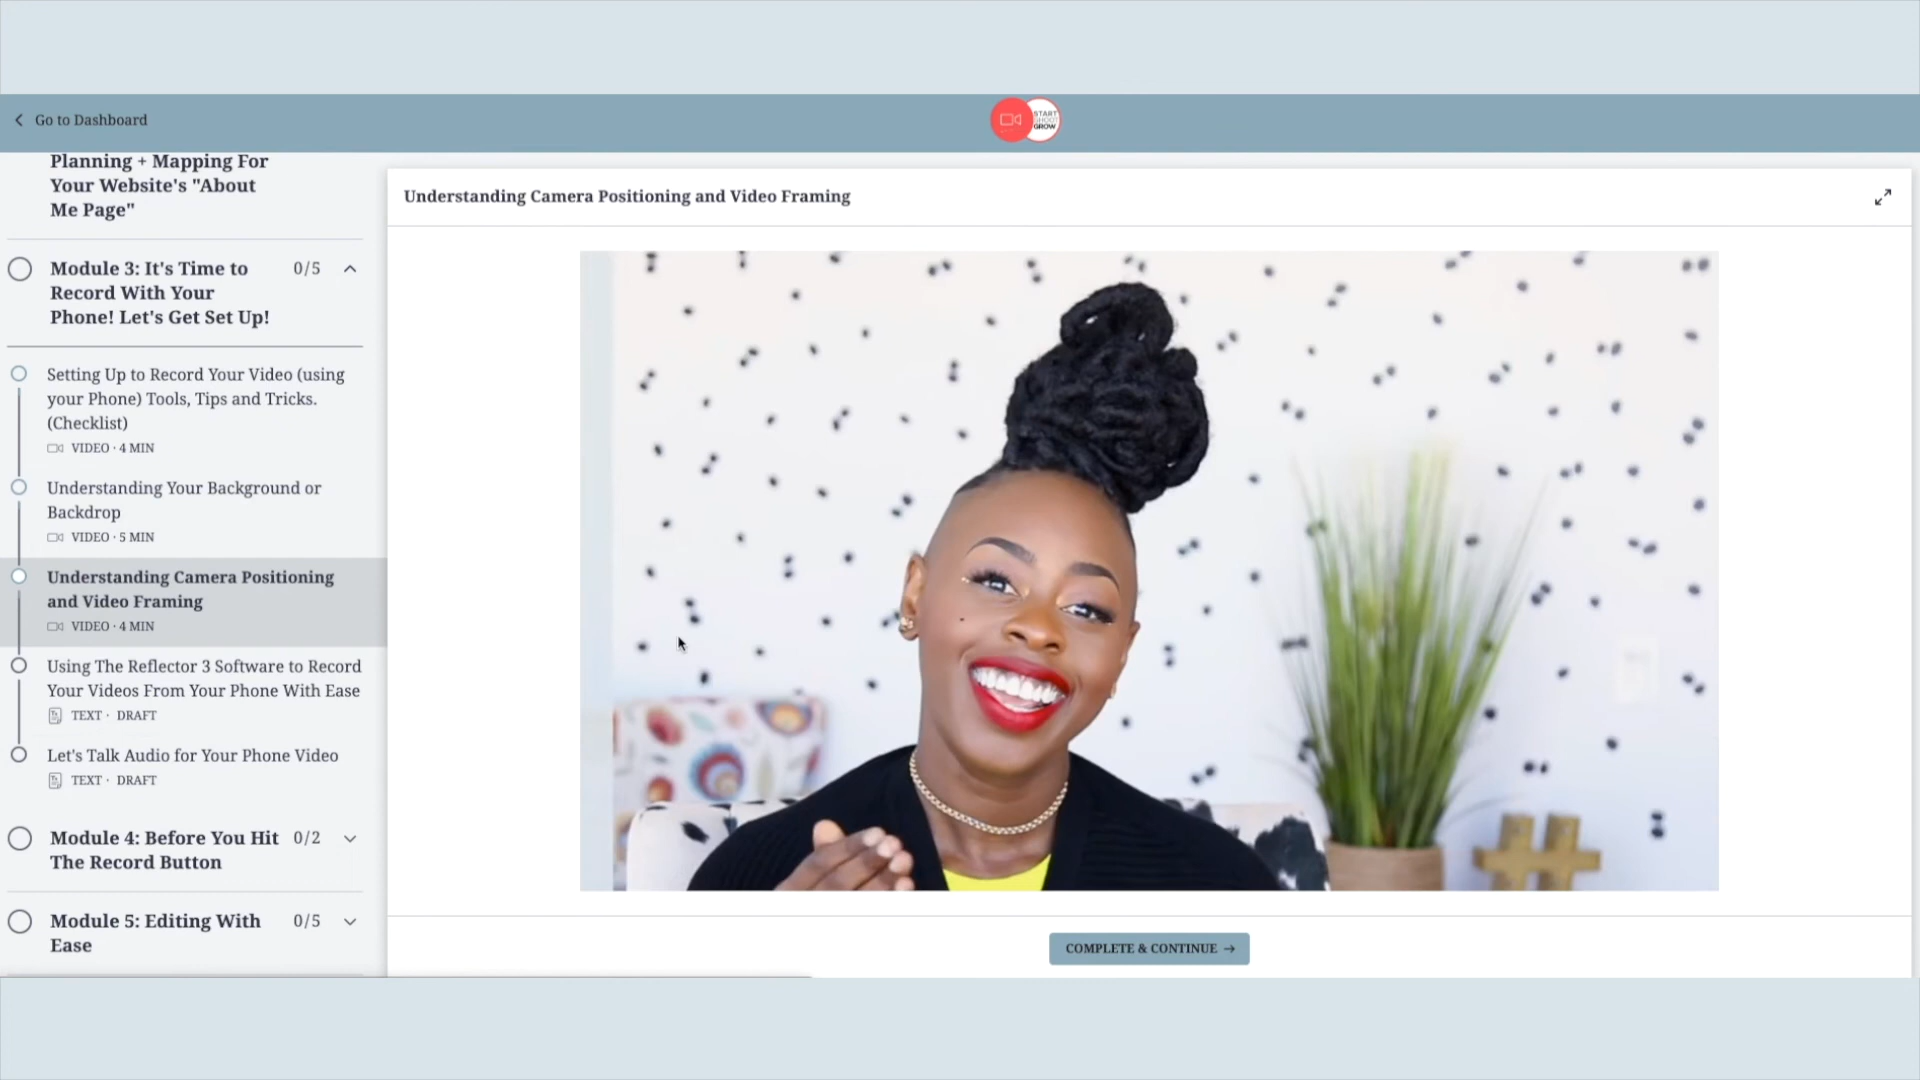 Go to Dashboard
START
SHOOT
GROW
Planning + Mapping For
Your Website's "About
Me Page"
Module 3: It's Time to
Record With Your
Phone! Let's Get Set Up!
0/5
Setting Up to Record Your Video (using
your Phone) Tools, Tips and Tricks.
(Checklist)
VIDEO · 4 MIN
Understanding Your Background or
Backdrop
VIDEO · 5 MIN
Understanding Camera Positioning
and Video Framing
VIDEO · 4 MIN
Using The Reflector 3 Software to Record
Your Videos From Your Phone With Ease
TEXT · DRAFT
Let's Talk Audio for Your Phone Video
TEXT · DRAFT
Module 4: Before You Hit
The Record Button
0/2
Module 5: Editing With
Ease
0/5
Understanding Camera Positioning and Video Framing
#
COMPLETE & CONTINUE →